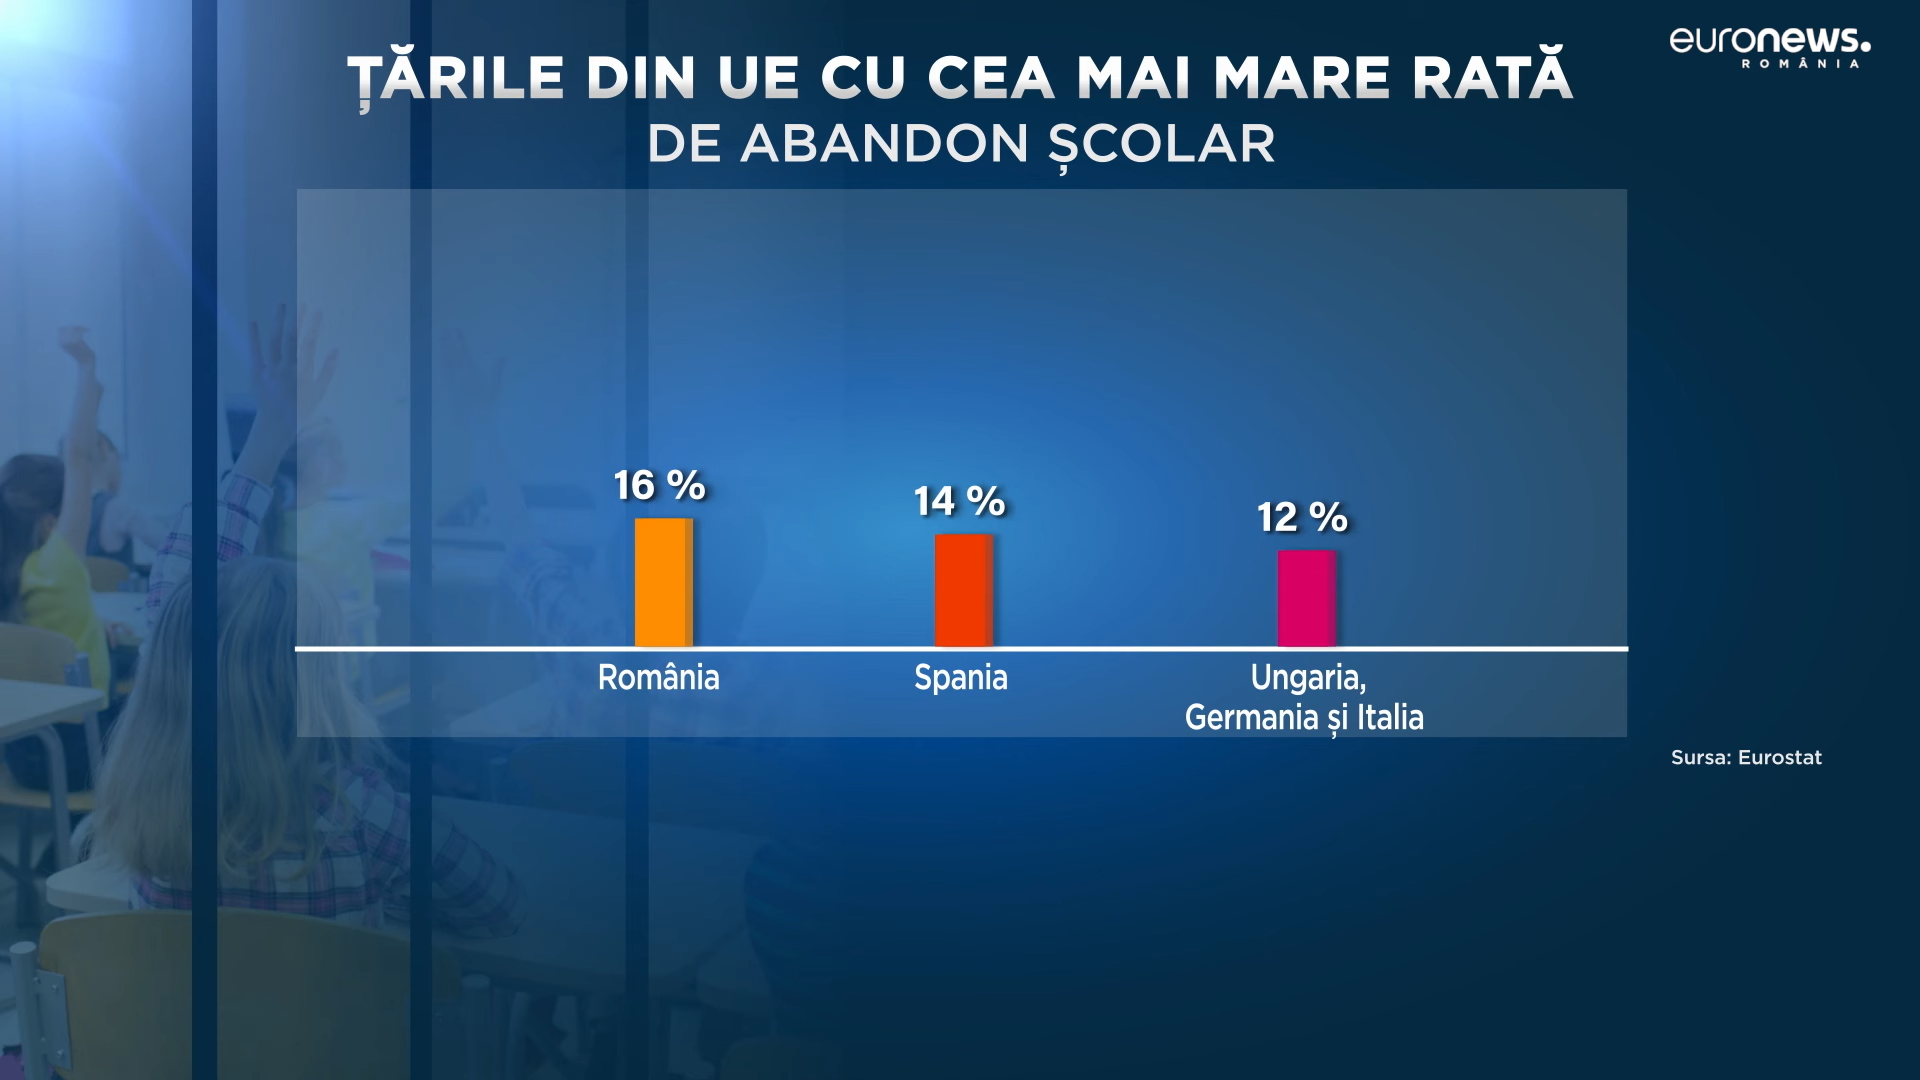 euronews.
ROMÂNIA
ȚĂRILE DIN UE CU CEA MAI MARE RATĂ
DE ABANDON ȘCOLAR
16 %
14 %
12 %
România
Spania
Ungaria,
Germania și Italia
Sursa: Eurostat